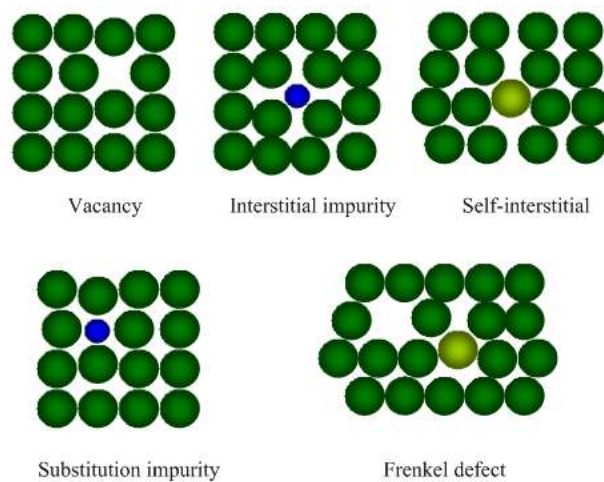 Vacancy
Interstitial impurity
Self-interstitial
Substitution impurity
Frenkel defect